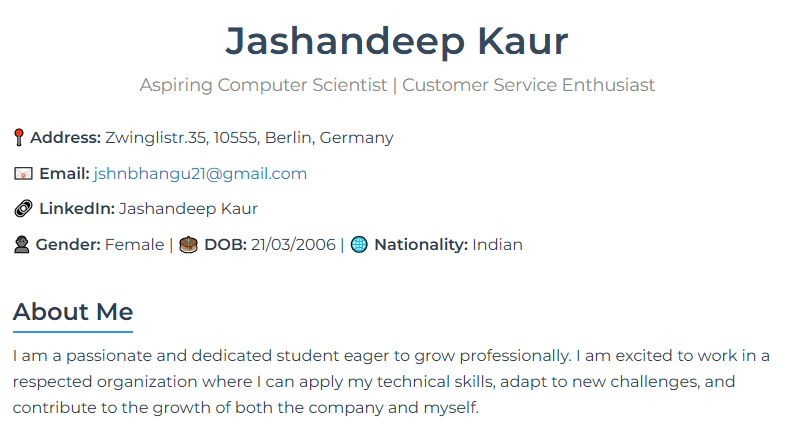 Jashandeep Kaur
Aspiring Computer Scientist | Customer Service Enthusiast
Address: Zwinglistr.35, 10555, Berlin, Germany
Email: jshnbhangu21@gmail.com
LinkedIn: Jashandeep Kaur
Gender: Female | DOB: 21/03/2006 | Nationality: Indian
About Me
I am a passionate and dedicated student eager to grow professionally. I am excited to work in a
respected organization where I can apply my technical skills, adapt to new challenges, and
contribute to the growth of both the company and myself.